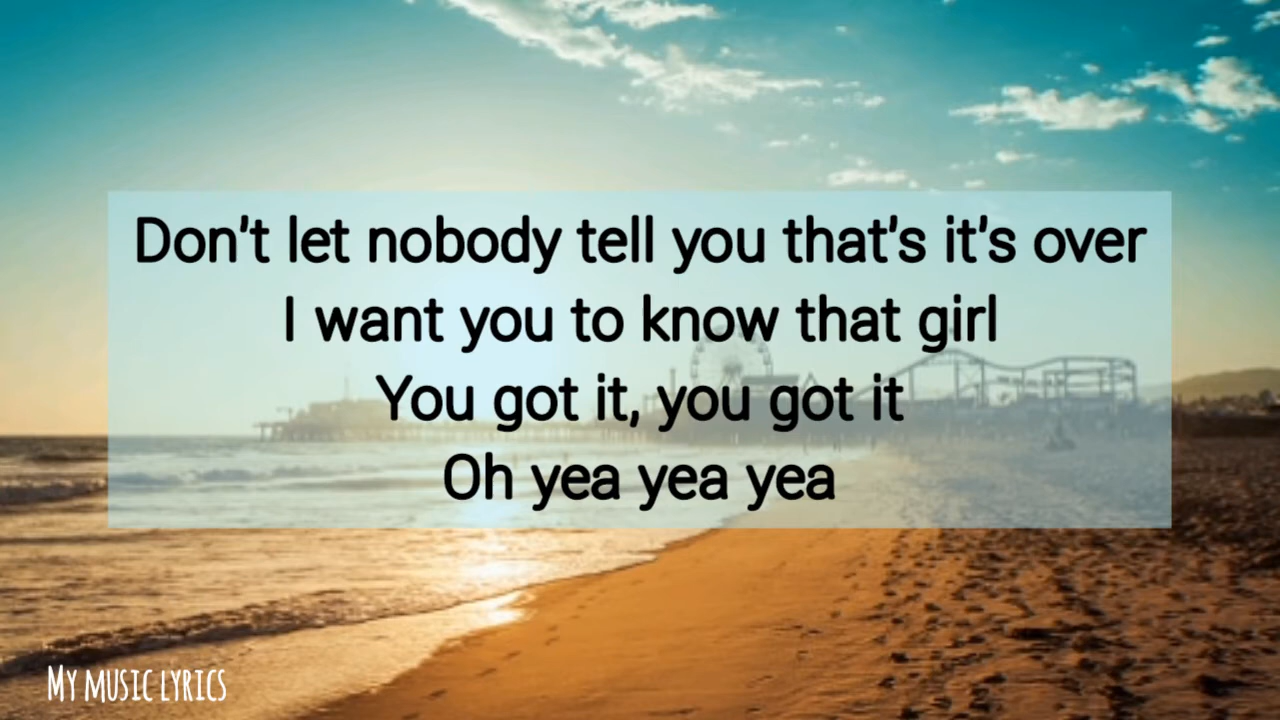 Don't let nobody tell you that's it's over
I want you to know that girl
You got it, you got it
Oh yea yea yea
My music lyrics